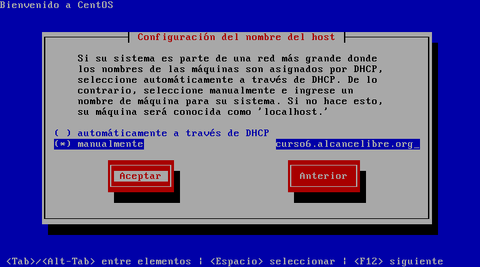 Bienvenido a CentOS
Configuración del nombre del host
Si su sistema es parte de una red más grande donde
los nombres de las máquinas son asignados por DHCP,
seleccione automáticamente a través de DHCP. De lo
contrario, seleccione manualmente e ingrese un
nombre de máquina para su sistema. Si no hace esto,
su máquina será conocida como 'localhost.'
( ) automáticamente a través de DHCP
(*) manualmente curso6.alcancelibre.org_
Aceptar Anterior
<Tab>/<Alt-Tab> entre elementos | <Espacio> seleccionar | <F12> siguiente